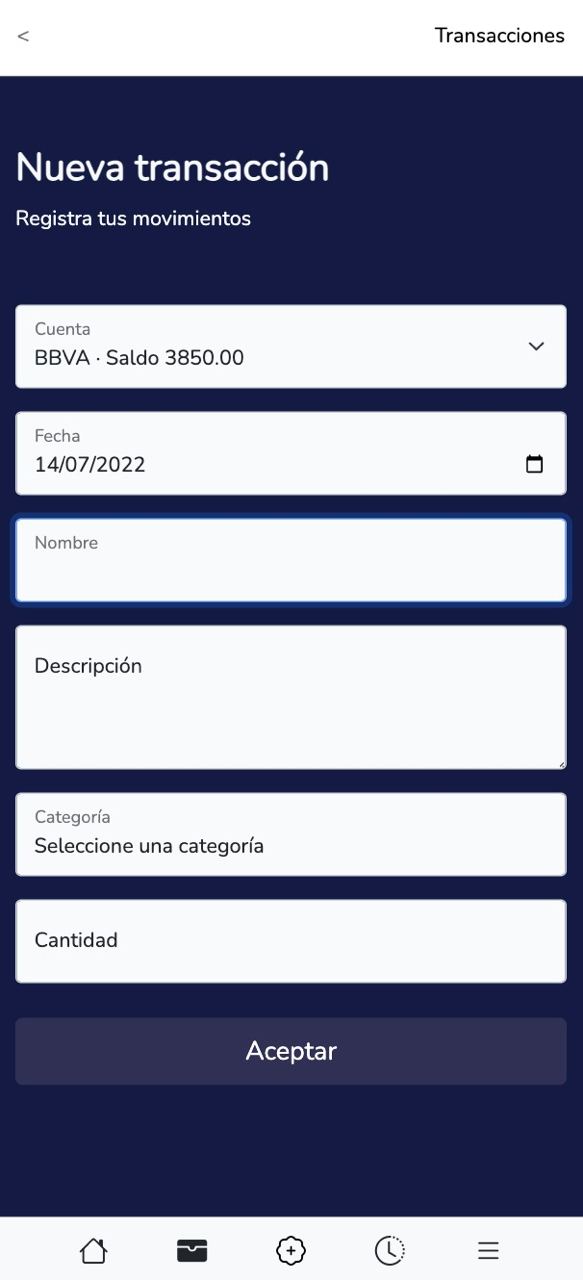 <
Transacciones
Nueva transacción
Registra tus movimientos
Cuenta
BBVA · Saldo 3850.00
Fecha
14/07/2022
Nombre
Descripción
Categoría
Seleccione una categoría
Cantidad
Aceptar